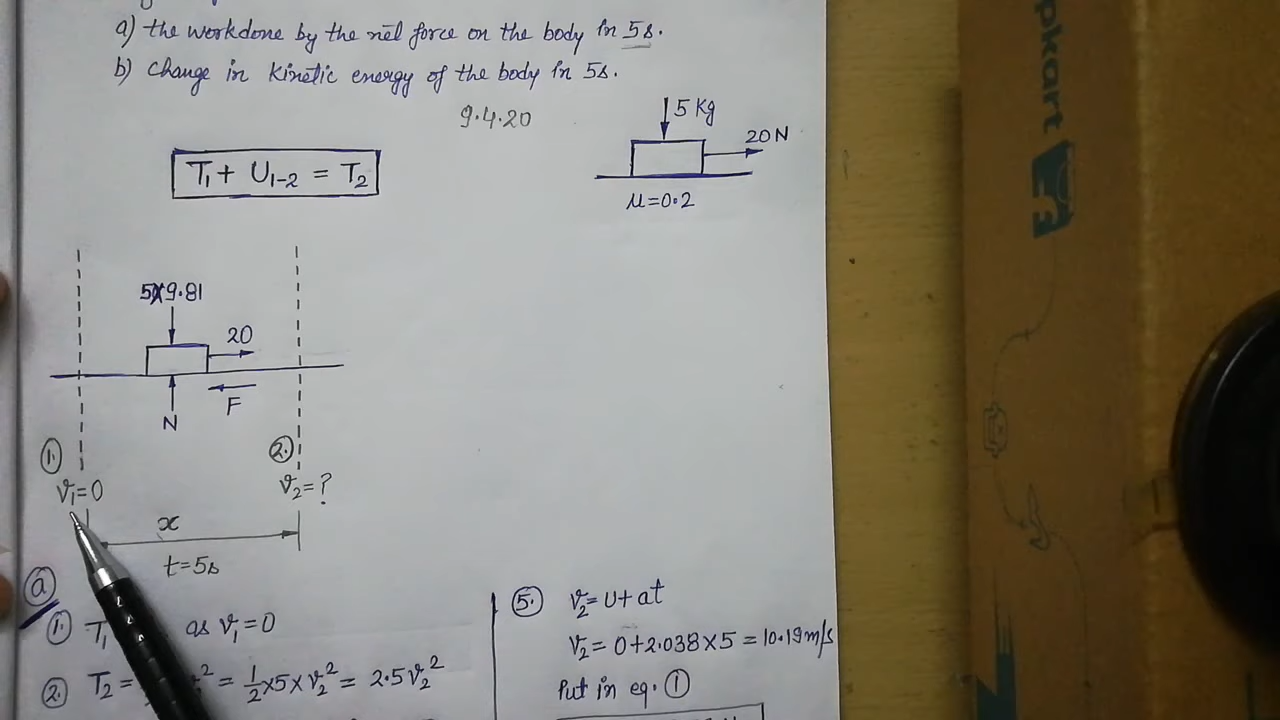 a) the workdone by the net force on the body in 5s.
b) Change in Kinetic energy of the body in 5s.
9.4.20
5 Kg
20 N
T₁ + U₁₋₂ = T₂
μ=0.2
5×9.81
20
F
N
①
②
v₁=0
v₂=?
x
t=5s
ⓐ
① T₁ as v₁=0
② T₂ = ² = ½×5×v₂² = 2.5v₂²
⑤ v₂=u+at
v₂=0+2.038×5=10.19m/s
Put in eq. ①
pkart